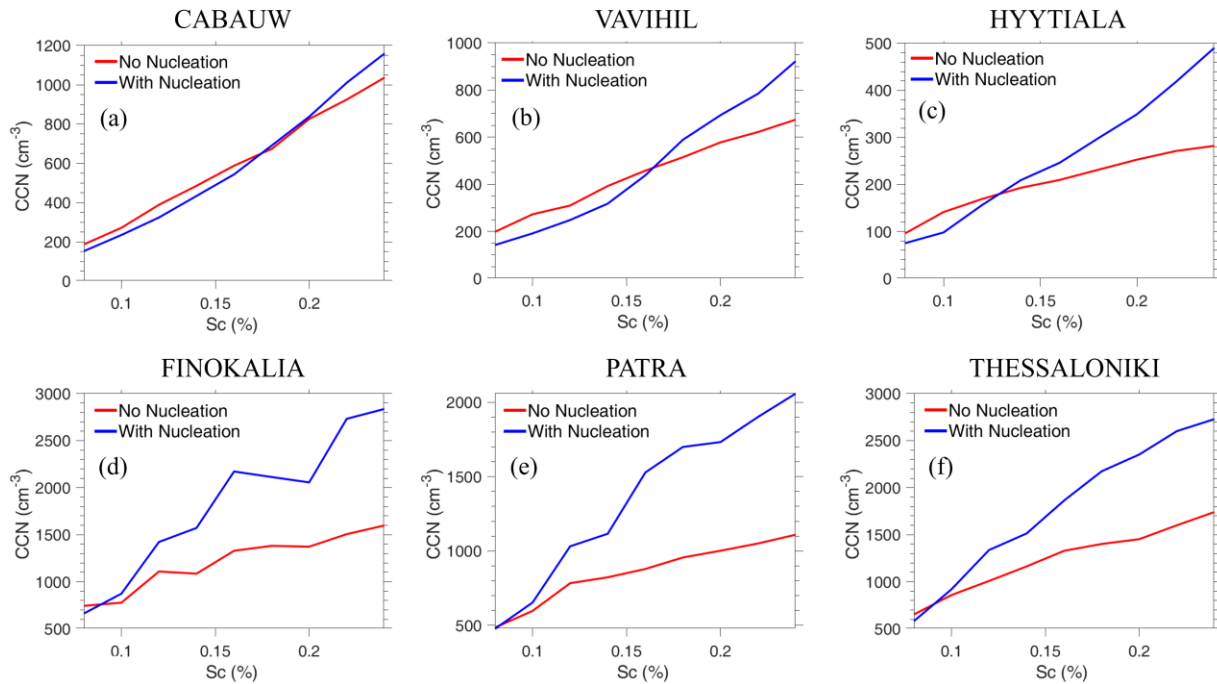 CABAUW
VAVIHIL
HYYTIALA
1200
1000
800
600
400
200
0
CCN (cm-3)
No Nucleation
With Nucleation
(a)
0.1
0.15
0.2
Sc (%)
1000
800
600
400
200
0
CCN (cm-3)
No Nucleation
With Nucleation
(b)
0.1
0.15
0.2
Sc (%)
500
400
300
200
100
0
CCN (cm-3)
No Nucleation
With Nucleation
(c)
0.1
0.15
0.2
Sc (%)
FINOKALIA
PATRA
THESSALONIKI
3000
2500
2000
1500
1000
500
CCN (cm-3)
No Nucleation
With Nucleation
(d)
0.1
0.15
0.2
Sc (%)
2000
1500
1000
500
CCN (cm-3)
No Nucleation
With Nucleation
(e)
0.1
0.15
0.2
Sc (%)
3000
2500
2000
1500
1000
500
CCN (cm-3)
No Nucleation
With Nucleation
(f)
0.1
0.15
0.2
Sc (%)